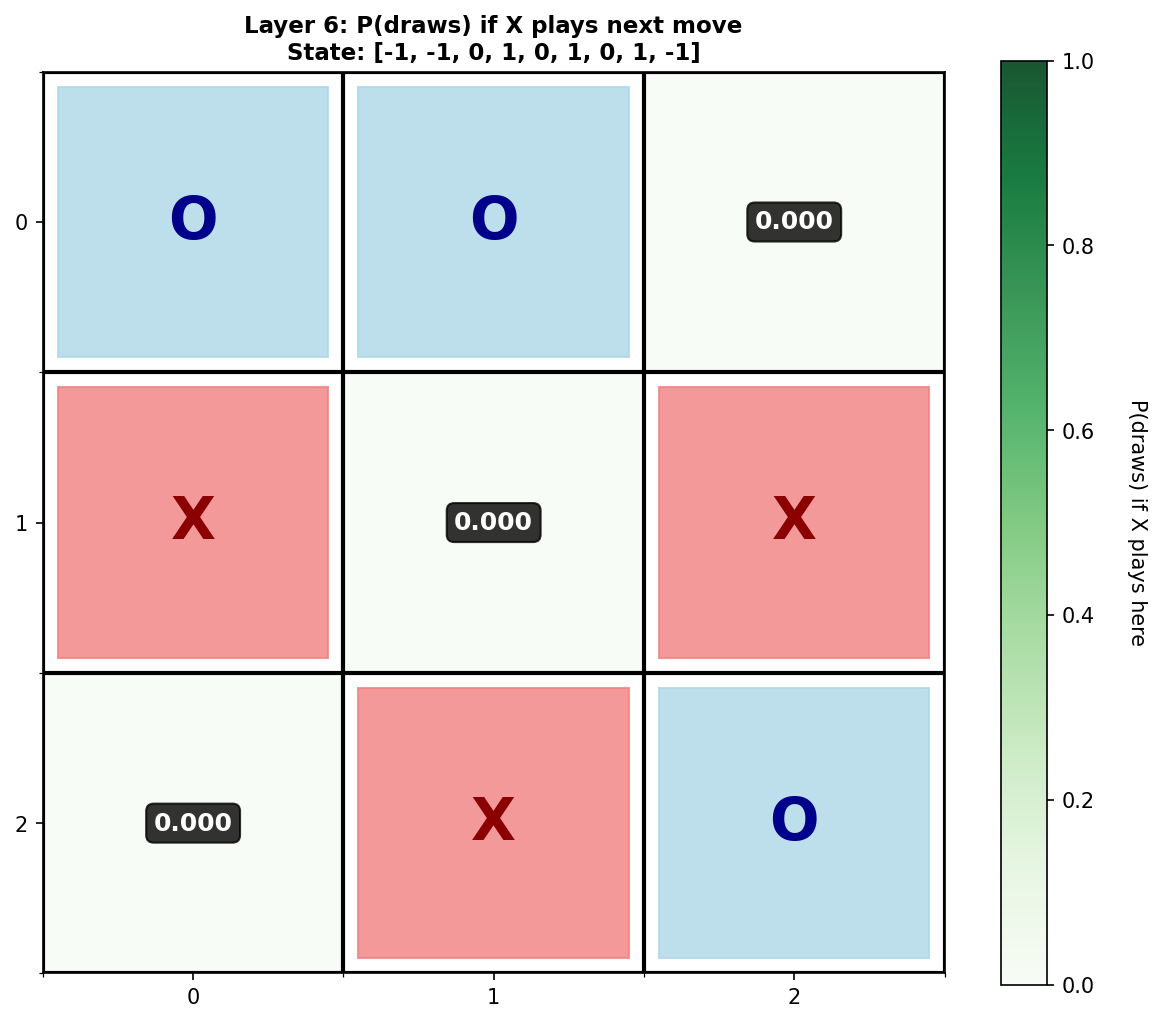 Layer 6: P(draws) if X plays next move
State: [-1, -1, 0, 1, 0, 1, 0, 1, -1]
1.0
O O 0.000
0
0.8
X 0.000 X
1
0.6
P(draws) if X plays here
0.4
0.000 X O
2
0.2
0.0
0 1 2